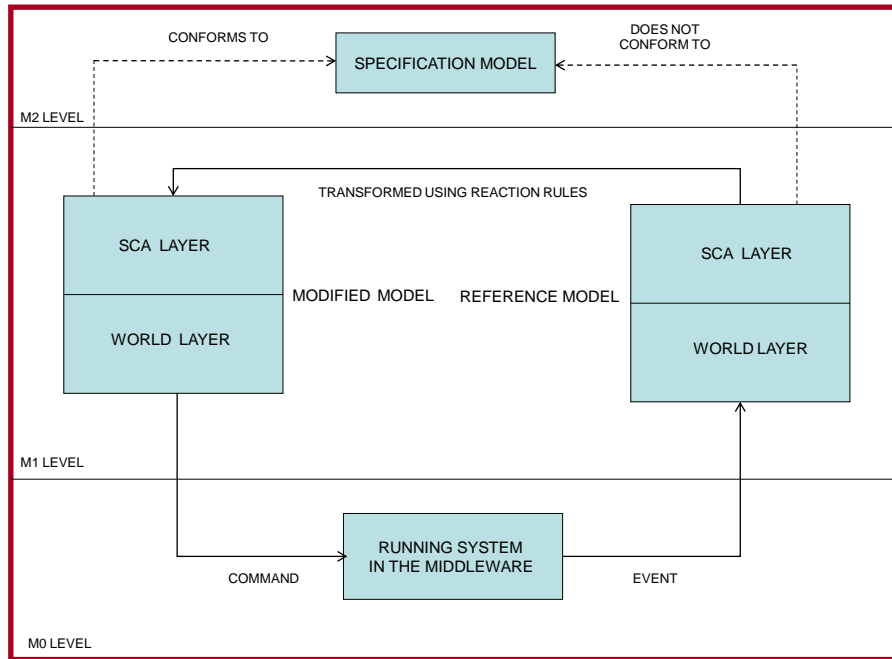 CONFORMS TO
DOES NOT
CONFORM TO
SPECIFICATION MODEL
M2 LEVEL
TRANSFORMED USING REACTION RULES
SCA LAYER
WORLD LAYER
MODIFIED MODEL
REFERENCE MODEL
SCA LAYER
WORLD LAYER
M1 LEVEL
RUNNING SYSTEM
IN THE MIDDLEWARE
COMMAND
EVENT
M0 LEVEL